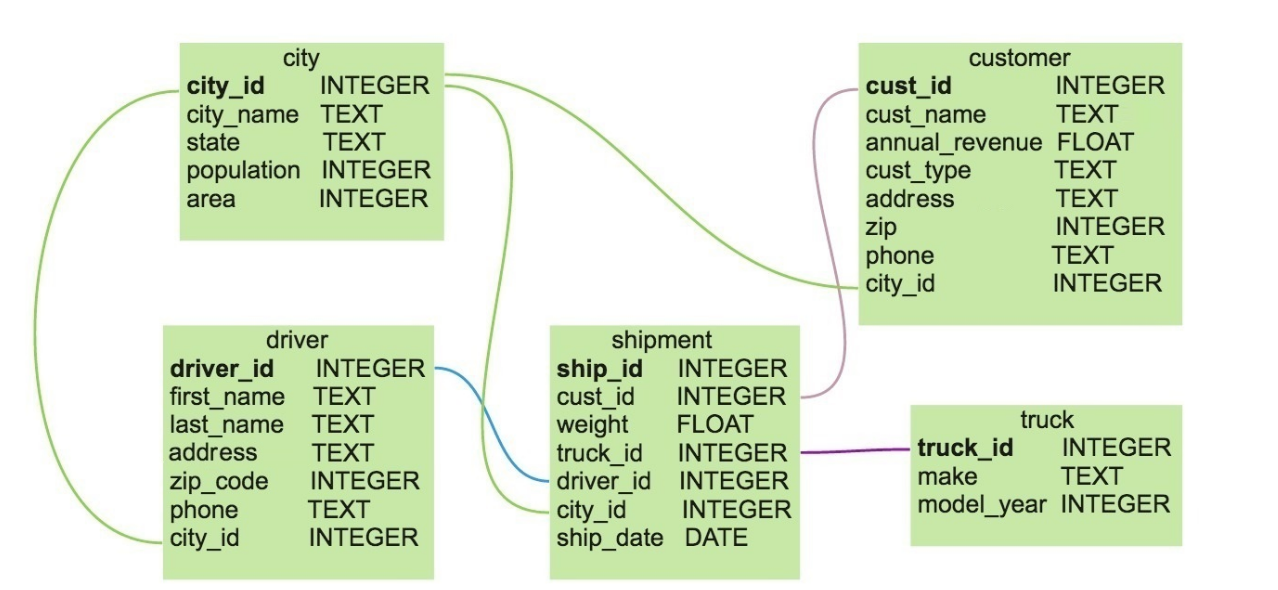 city
city_id INTEGER
city_name TEXT
state TEXT
population INTEGER
area INTEGER
customer
cust_id INTEGER
cust_name TEXT
annual_revenue FLOAT
cust_type TEXT
address TEXT
zip INTEGER
phone TEXT
city_id INTEGER
driver
driver_id INTEGER
first_name TEXT
last_name TEXT
address TEXT
zip_code INTEGER
phone TEXT
city_id INTEGER
shipment
ship_id INTEGER
cust_id INTEGER
weight FLOAT
truck_id INTEGER
driver_id INTEGER
city_id INTEGER
ship_date DATE
truck
truck_id INTEGER
make TEXT
model_year INTEGER